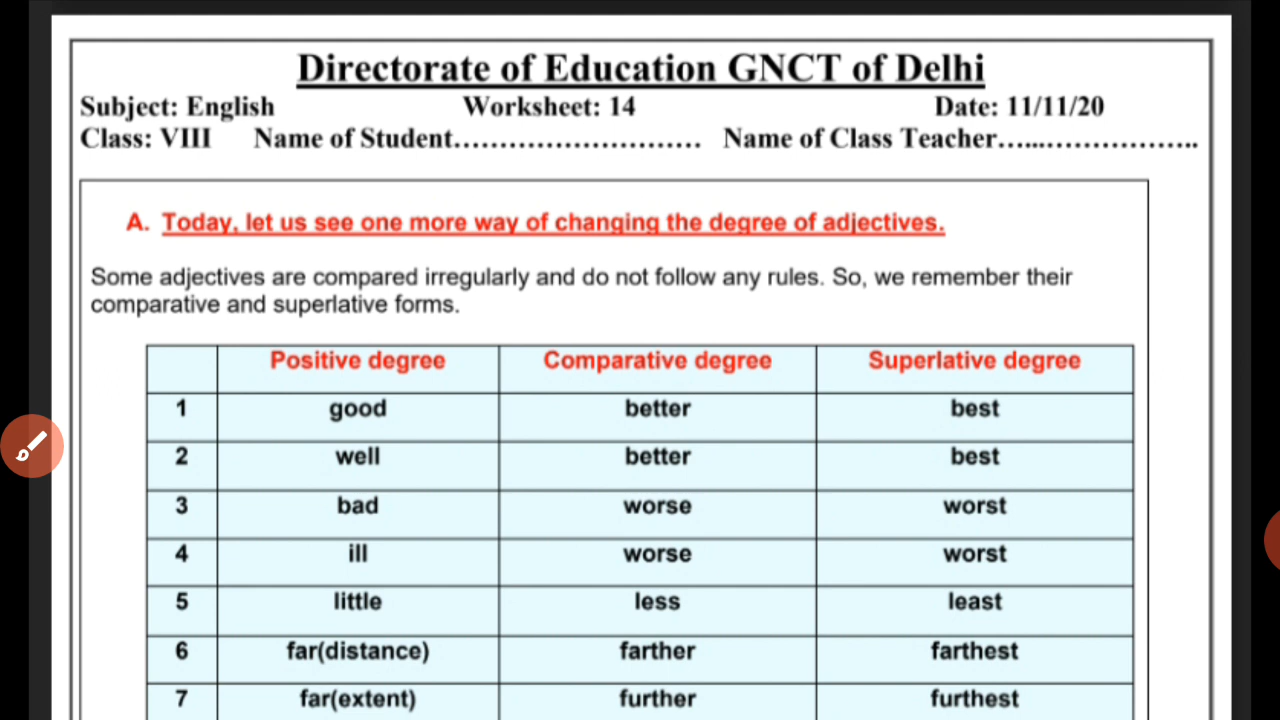 Directorate of Education GNCT of Delhi
Subject: English Worksheet: 14 Date: 11/11/20
Class: VIII Name of Student.............................. Name of Class Teacher.........................
A. Today, let us see one more way of changing the degree of adjectives.
Some adjectives are compared irregularly and do not follow any rules. So, we remember their
comparative and superlative forms.
Positive degree Comparative degree Superlative degree
1 good better best
2 well better best
3 bad worse worst
4 ill worse worst
5 little less least
6 far(distance) farther farthest
7 far(extent) further furthest